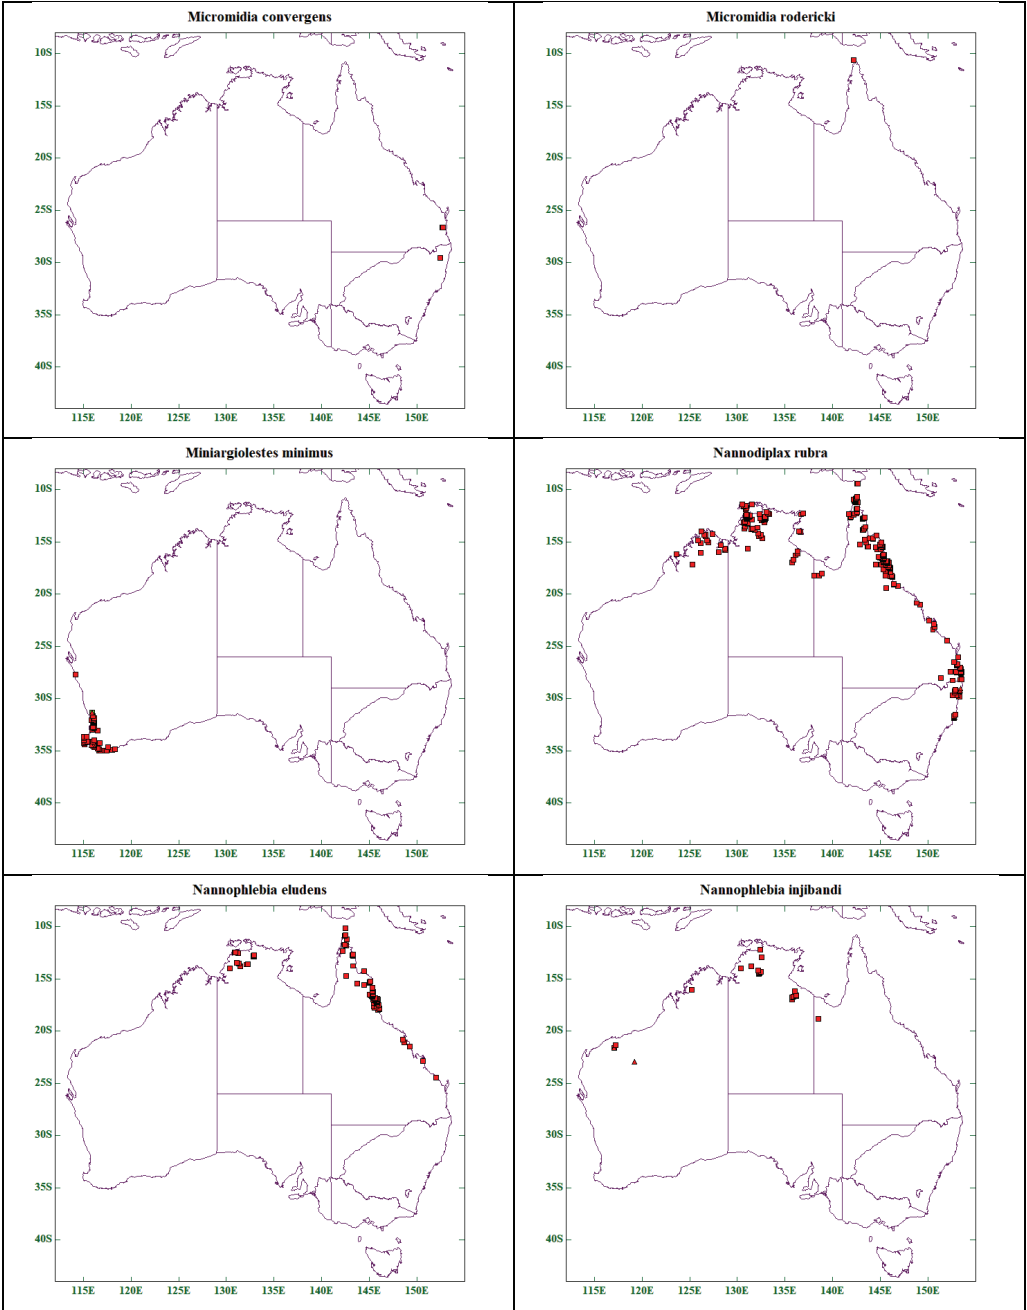 Micromidia convergens
10S
15S
20S
25S
30S
35S
40S
115E 120E 125E 130E 135E 140E 145E 150E
Micromidia rodericki
10S
15S
20S
25S
30S
35S
40S
115E 120E 125E 130E 135E 140E 145E 150E
Miniargiolestes minimus
10S
15S
20S
25S
30S
35S
40S
115E 120E 125E 130E 135E 140E 145E 150E
Nannodiplax rubra
10S
15S
20S
25S
30S
35S
40S
115E 120E 125E 130E 135E 140E 145E 150E
Nannophlebia eludens
10S
15S
20S
25S
30S
35S
40S
115E 120E 125E 130E 135E 140E 145E 150E
Nannophlebia injibandi
10S
15S
20S
25S
30S
35S
40S
115E 120E 125E 130E 135E 140E 145E 150E